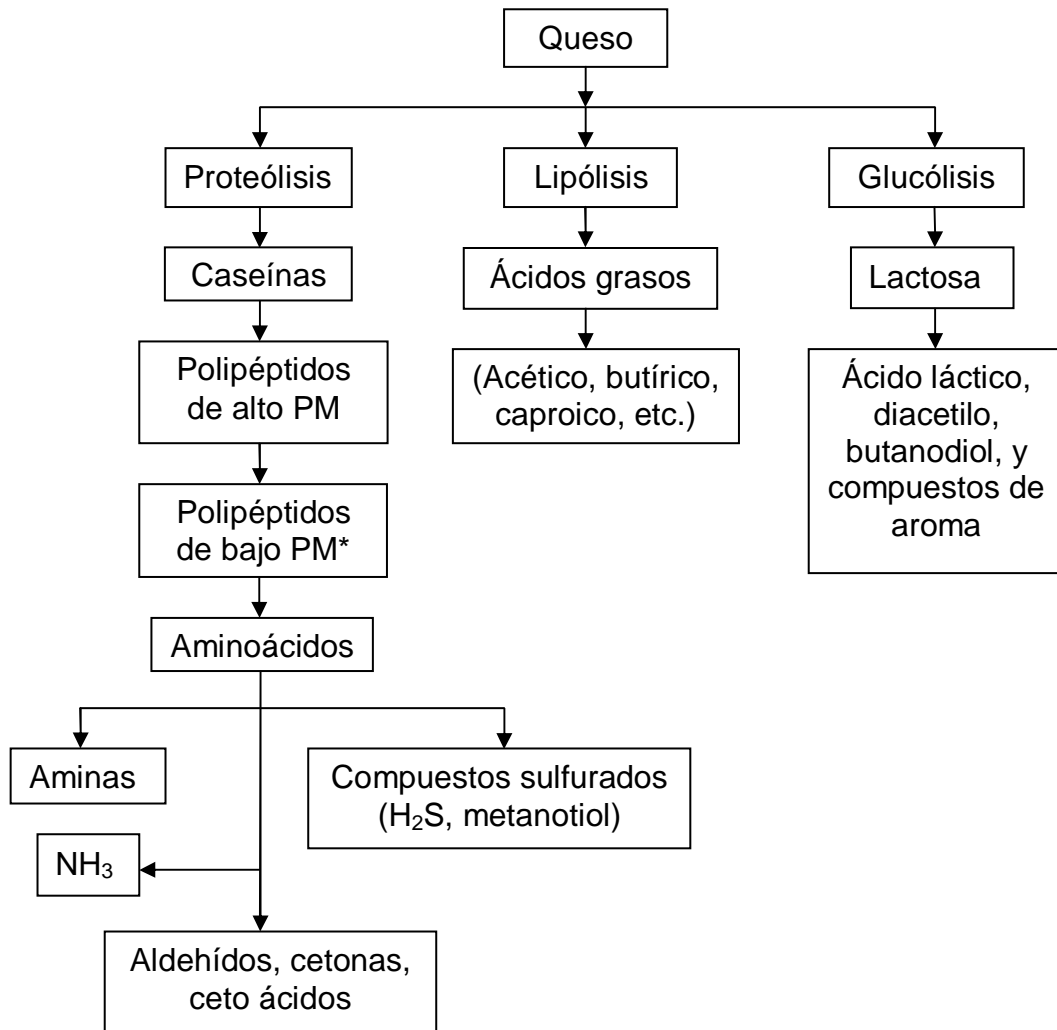 Queso
Proteólisis
Lipólisis
Glucólisis
Caseínas
Ácidos grasos
Lactosa
Polipéptidos
de alto PM
(Acético, butírico,
caproico, etc.)
Ácido láctico,
diacetilo,
butanodiol, y
compuestos de
aroma
Polipéptidos
de bajo PM*
Aminoácidos
Aminas
Compuestos sulfurados
(H₂S, metanotiol)
NH₃
Aldehídos, cetonas,
ceto ácidos